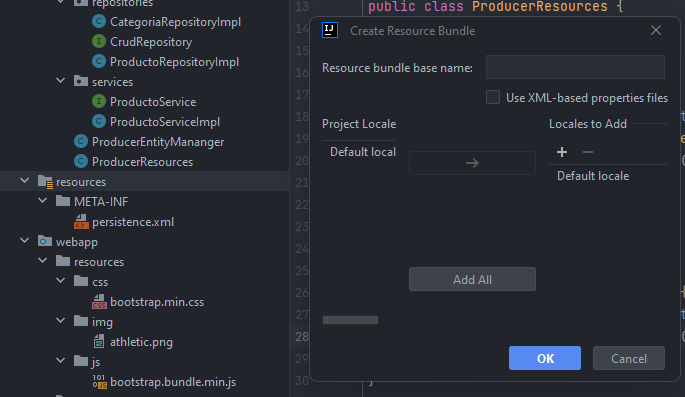 repositories
CategoriaRepositoryImpl
CrudRepository
ProductoRepositoryImpl
services
ProductoService
ProductoServiceImpl
ProducerEntityMananger
ProducerResources
resources
META-INF
persistence.xml
webapp
resources
css
bootstrap.min.css
img
athletic.png
js
bootstrap.bundle.min.js
13 public class ProducerResources {
14
18
19
20
21
22
23
24
25
26
27
28
29
30 }
Create Resource Bundle
Resource bundle base name:
Use XML-based properties files
Project Locale
Locales to Add
Default local
Default locale
Add All
OK
Cancel